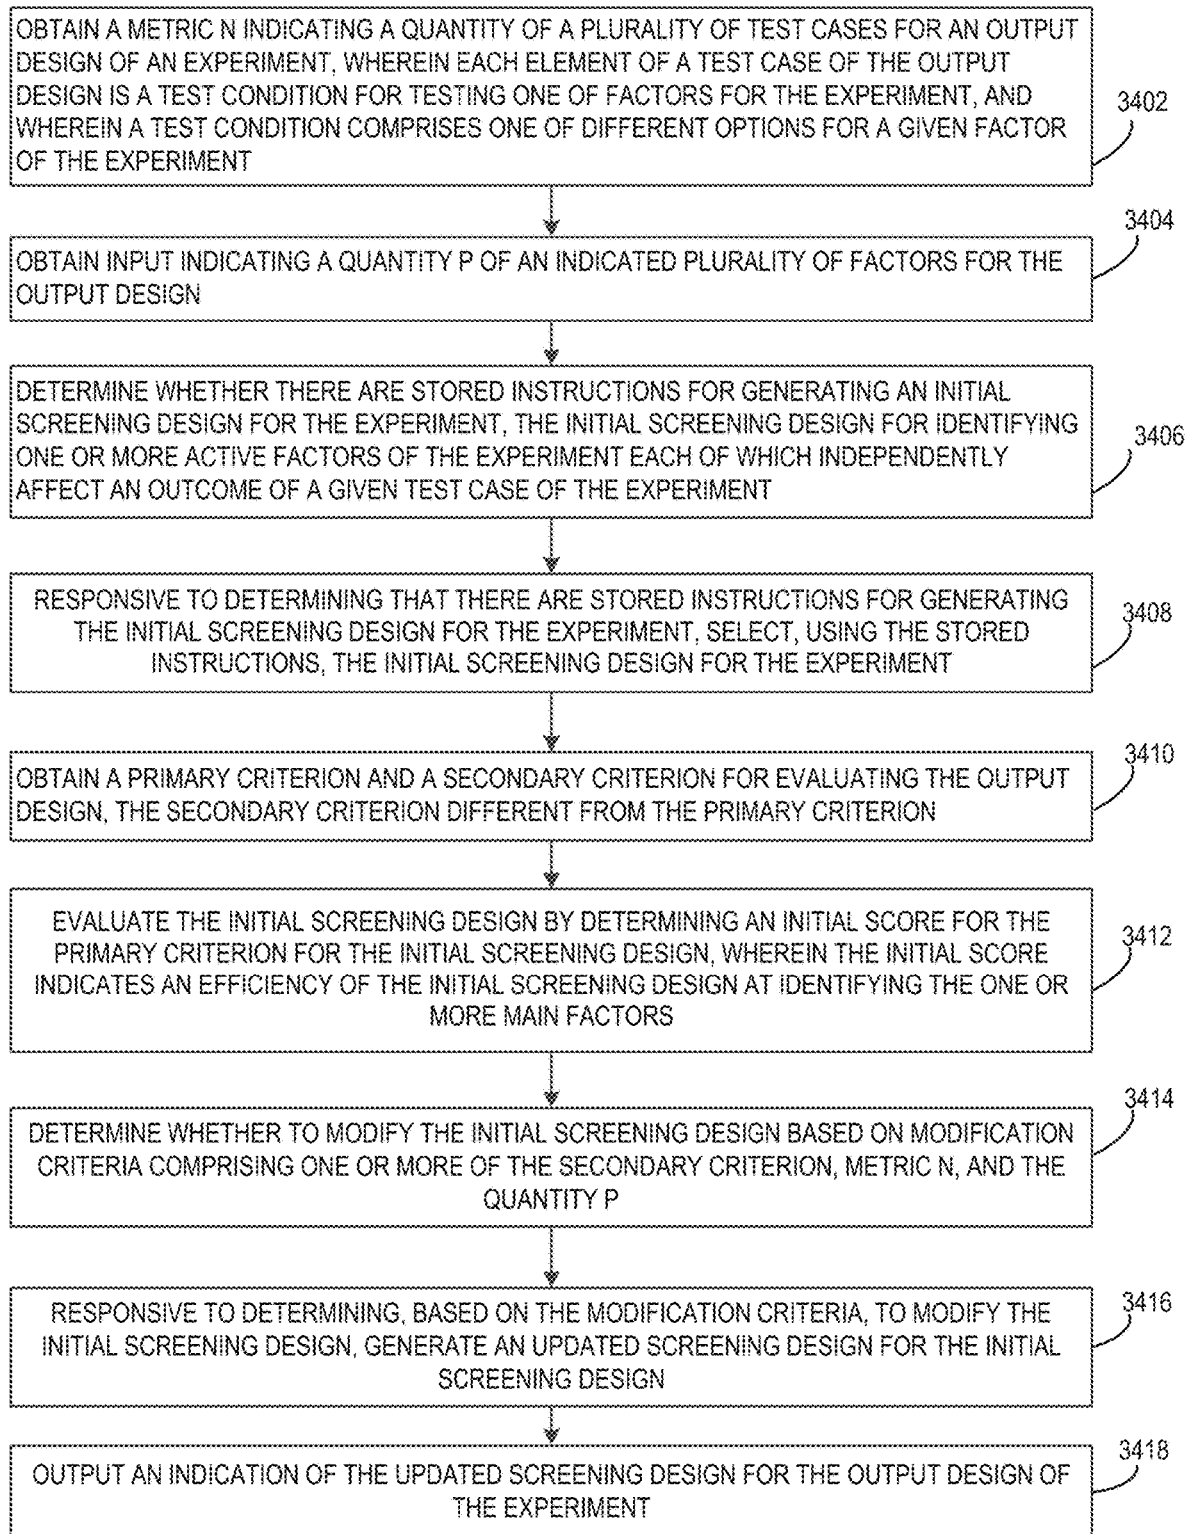 OBTAIN A METRIC N INDICATING A QUANTITY OF A PLURALITY OF TEST CASES FOR AN OUTPUT
DESIGN OF AN EXPERIMENT, WHEREIN EACH ELEMENT OF A TEST CASE OF THE OUTPUT
DESIGN IS A TEST CONDITION FOR TESTING ONE OF FACTORS FOR THE EXPERIMENT, AND
WHEREIN A TEST CONDITION COMPRISES ONE OF DIFFERENT OPTIONS FOR A GIVEN FACTOR
OF THE EXPERIMENT
3402
OBTAIN INPUT INDICATING A QUANTITY P OF AN INDICATED PLURALITY OF FACTORS FOR THE
OUTPUT DESIGN
3404
DETERMINE WHETHER THERE ARE STORED INSTRUCTIONS FOR GENERATING AN INITIAL
SCREENING DESIGN FOR THE EXPERIMENT, THE INITIAL SCREENING DESIGN FOR IDENTIFYING
ONE OR MORE ACTIVE FACTORS OF THE EXPERIMENT EACH OF WHICH INDEPENDENTLY
AFFECT AN OUTCOME OF A GIVEN TEST CASE OF THE EXPERIMENT
3406
RESPONSIVE TO DETERMINING THAT THERE ARE STORED INSTRUCTIONS FOR GENERATING
THE INITIAL SCREENING DESIGN FOR THE EXPERIMENT, SELECT, USING THE STORED
INSTRUCTIONS, THE INITIAL SCREENING DESIGN FOR THE EXPERIMENT
3408
OBTAIN A PRIMARY CRITERION AND A SECONDARY CRITERION FOR EVALUATING THE OUTPUT
DESIGN, THE SECONDARY CRITERION DIFFERENT FROM THE PRIMARY CRITERION
3410
EVALUATE THE INITIAL SCREENING DESIGN BY DETERMINING AN INITIAL SCORE FOR THE
PRIMARY CRITERION FOR THE INITIAL SCREENING DESIGN, WHEREIN THE INITIAL SCORE
INDICATES AN EFFICIENCY OF THE INITIAL SCREENING DESIGN AT IDENTIFYING THE ONE OR
MORE MAIN FACTORS
3412
DETERMINE WHETHER TO MODIFY THE INITIAL SCREENING DESIGN BASED ON MODIFICATION
CRITERIA COMPRISING ONE OR MORE OF THE SECONDARY CRITERION, METRIC N, AND THE
QUANTITY P
3414
RESPONSIVE TO DETERMINING, BASED ON THE MODIFICATION CRITERIA, TO MODIFY THE
INITIAL SCREENING DESIGN, GENERATE AN UPDATED SCREENING DESIGN FOR THE INITIAL
SCREENING DESIGN
3416
OUTPUT AN INDICATION OF THE UPDATED SCREENING DESIGN FOR THE OUTPUT DESIGN OF
THE EXPERIMENT
3418